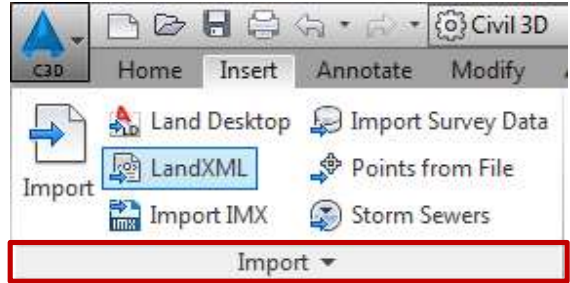 Civil 3D
C3D
Home Insert Annotate Modify
Import
Land Desktop
LandXML
Import IMX
Import Survey Data
Points from File
Storm Sewers
Import